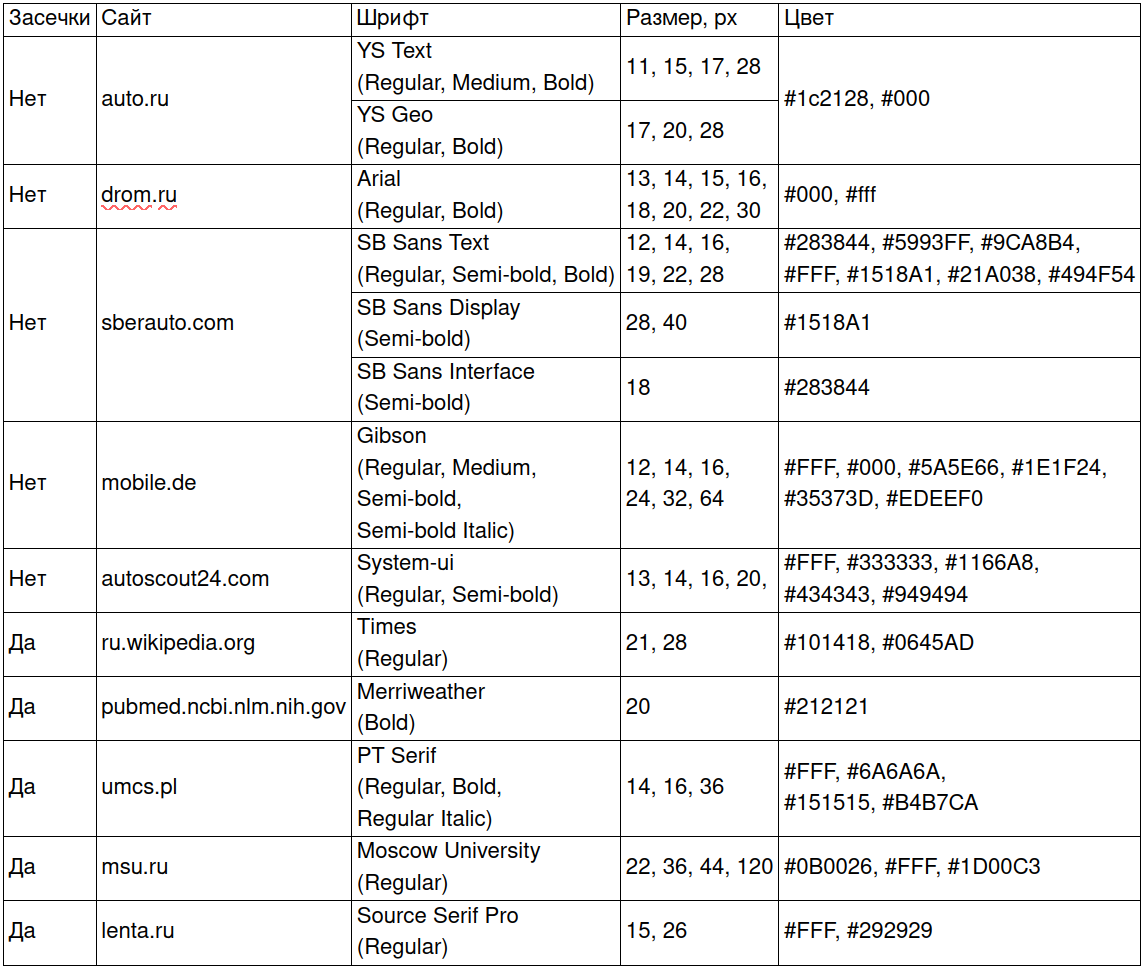 Засечки Сайт Шрифт Размер, px Цвет
Нет auto.ru YS Text
(Regular, Medium, Bold) 11, 15, 17, 28 #1c2128, #000
YS Geo
(Regular, Bold) 17, 20, 28
Нет drom.ru Arial
(Regular, Bold) 13, 14, 15, 16,
18, 20, 22, 30 #000, #fff
Нет sberauto.com SB Sans Text
(Regular, Semi-bold, Bold) 12, 14, 16,
19, 22, 28 #283844, #5993FF, #9CA8B4,
#FFF, #1518A1, #21A038, #494F54
SB Sans Display
(Semi-bold) 28, 40 #1518A1
SB Sans Interface
(Semi-bold) 18 #283844
Нет mobile.de Gibson
(Regular, Medium,
Semi-bold,
Semi-bold Italic) 12, 14, 16,
24, 32, 64 #FFF, #000, #5A5E66, #1E1F24,
#35373D, #EDEEF0
Нет autoscout24.com System-ui
(Regular, Semi-bold) 13, 14, 16, 20, #FFF, #333333, #1166A8,
#434343, #949494
Да ru.wikipedia.org Times
(Regular) 21, 28 #101418, #0645AD
Да pubmed.ncbi.nlm.nih.gov Merriweather
(Bold) 20 #212121
Да umcs.pl PT Serif
(Regular, Bold,
Regular Italic) 14, 16, 36 #FFF, #6A6A6A,
#151515, #B4B7CA
Да msu.ru Moscow University
(Regular) 22, 36, 44, 120 #0B0026, #FFF, #1D00C3
Да lenta.ru Source Serif Pro
(Regular) 15, 26 #FFF, #292929